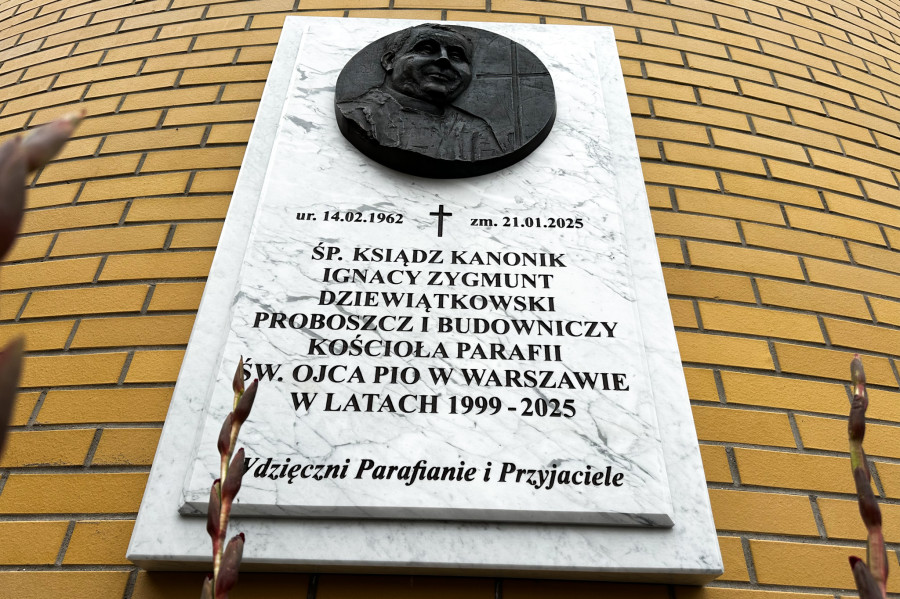 ur. 14.02.1962 zm. 21.01.2025
ŚP. KSIĄDZ KANONIK
IGNACY ZYGMUNT
DZIEWIĄTKOWSKI
PROBOSZCZ I BUDOWNICZY
KOŚCIOŁA PARAFII
ŚW. OJCA PIO W WARSZAWIE
W LATACH 1999 - 2025
Wdzięczni Parafianie i Przyjaciele